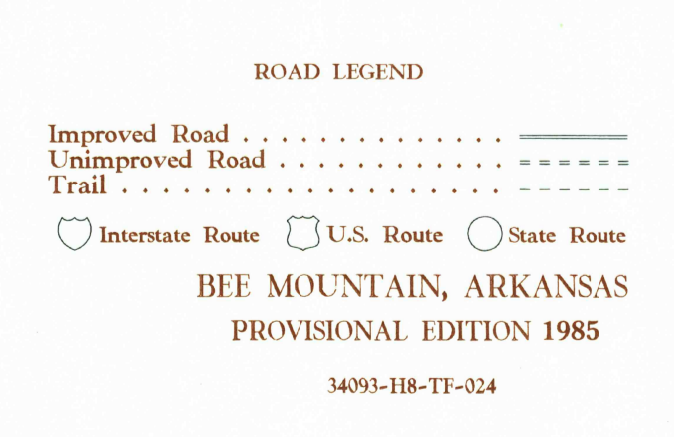 ROAD LEGEND
Improved Road . . . . . . . . . . . . . .
Unimproved Road . . . . . . . . . . . .
Trail . . . . . . . . . . . . . . . . . . .
Interstate Route U.S. Route State Route
BEE MOUNTAIN, ARKANSAS
PROVISIONAL EDITION 1985
34093-H8-TF-024